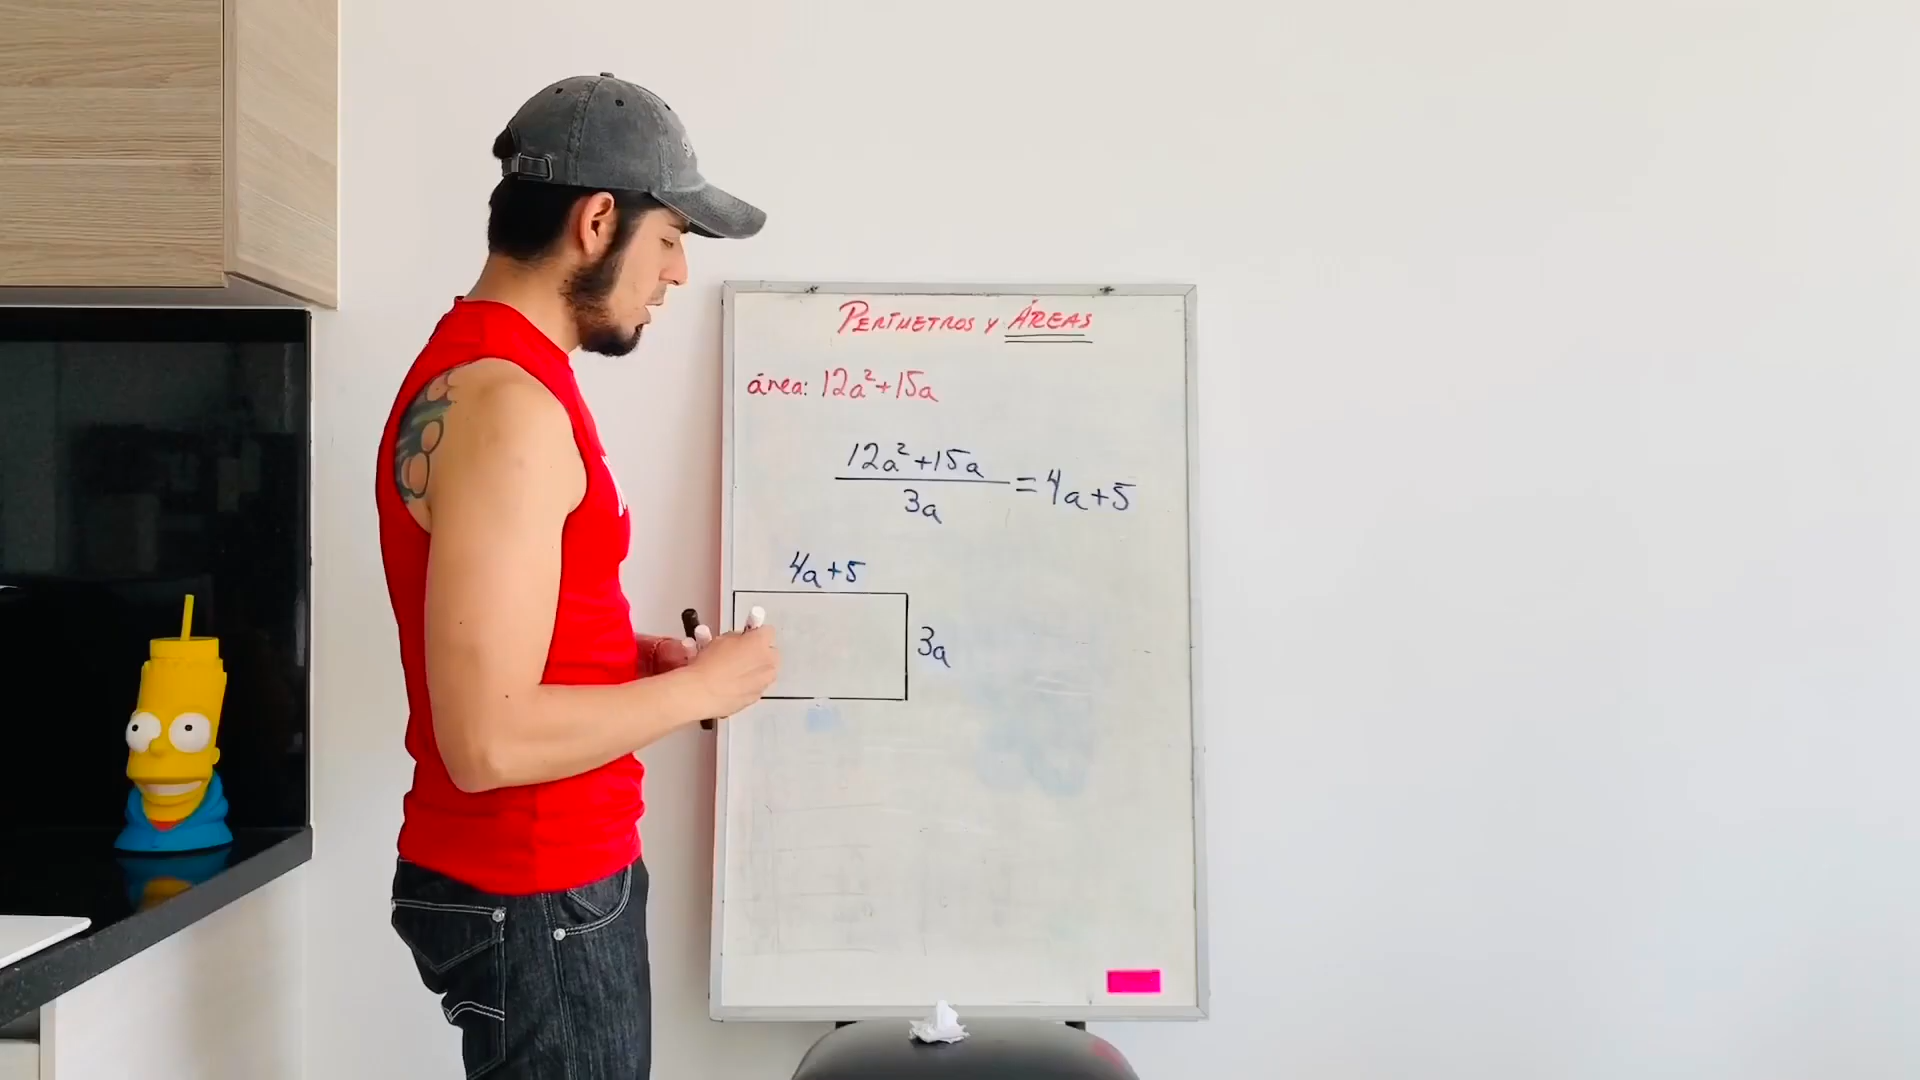 PERÍMETROS Y ÁREAS
área: 12a²+15a
12a²+15a
3a
=4a+5
4a+5
3a